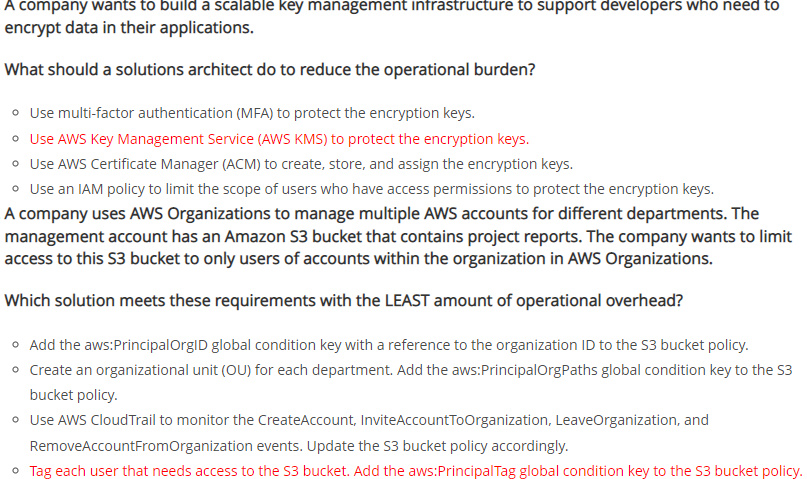 A company wants to build a scalable key management infrastructure to support developers who need to
encrypt data in their applications.
What should a solutions architect do to reduce the operational burden?
Use multi-factor authentication (MFA) to protect the encryption keys.
Use AWS Key Management Service (AWS KMS) to protect the encryption keys.
Use AWS Certificate Manager (ACM) to create, store, and assign the encryption keys.
Use an IAM policy to limit the scope of users who have access permissions to protect the encryption keys.
A company uses AWS Organizations to manage multiple AWS accounts for different departments. The
management account has an Amazon S3 bucket that contains project reports. The company wants to limit
access to this S3 bucket to only users of accounts within the organization in AWS Organizations.
Which solution meets these requirements with the LEAST amount of operational overhead?
Add the aws:PrincipalOrgID global condition key with a reference to the organization ID to the S3 bucket policy.
Create an organizational unit (OU) for each department. Add the aws:PrincipalOrgPaths global condition key to the S3
bucket policy.
Use AWS CloudTrail to monitor the CreateAccount, InviteAccountToOrganization, LeaveOrganization, and
RemoveAccountFromOrganization events. Update the S3 bucket policy accordingly.
Tag each user that needs access to the S3 bucket. Add the aws:PrincipalTag global condition key to the S3 bucket policy.